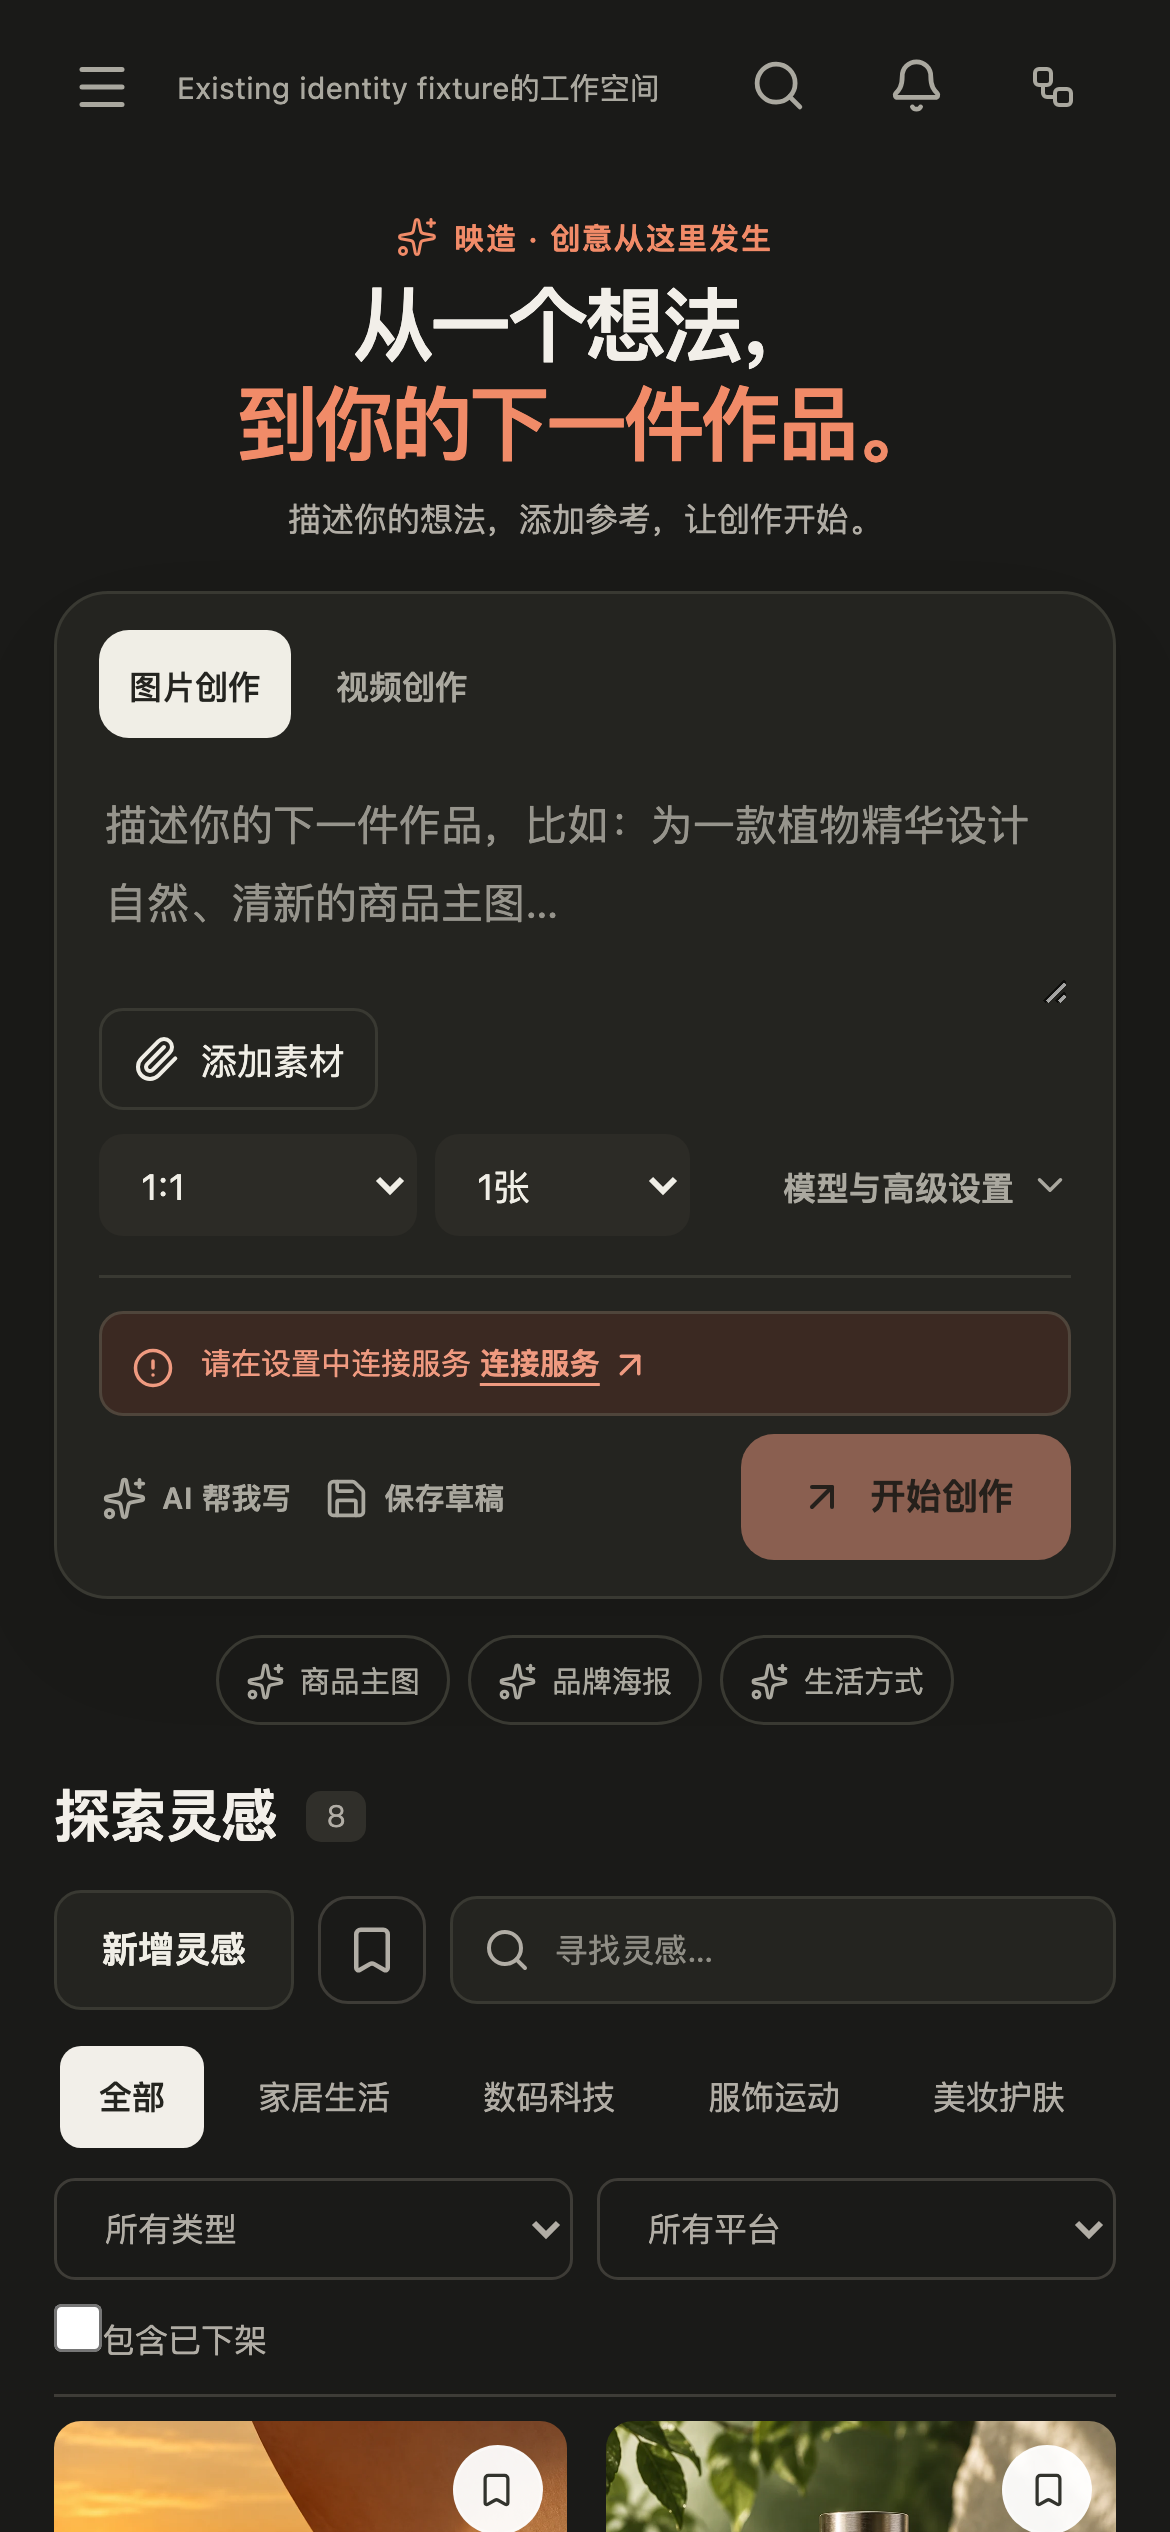 Existing identity fixture的工作空间
映造 · 创意从这里发生
从一个想法，
到你的下一件作品。
描述你的想法，添加参考，让创作开始。
图片创作 视频创作
描述你的下一件作品，比如：为一款植物精华设计
自然、清新的商品主图...
添加素材
1:1 1张 模型与高级设置
请在设置中连接服务 连接服务
AI 帮我写 保存草稿 开始创作
商品主图 品牌海报 生活方式
探索灵感 8
新增灵感 寻找灵感...
全部 家居生活 数码科技 服饰运动 美妆护肤
所有类型 所有平台
包含已下架